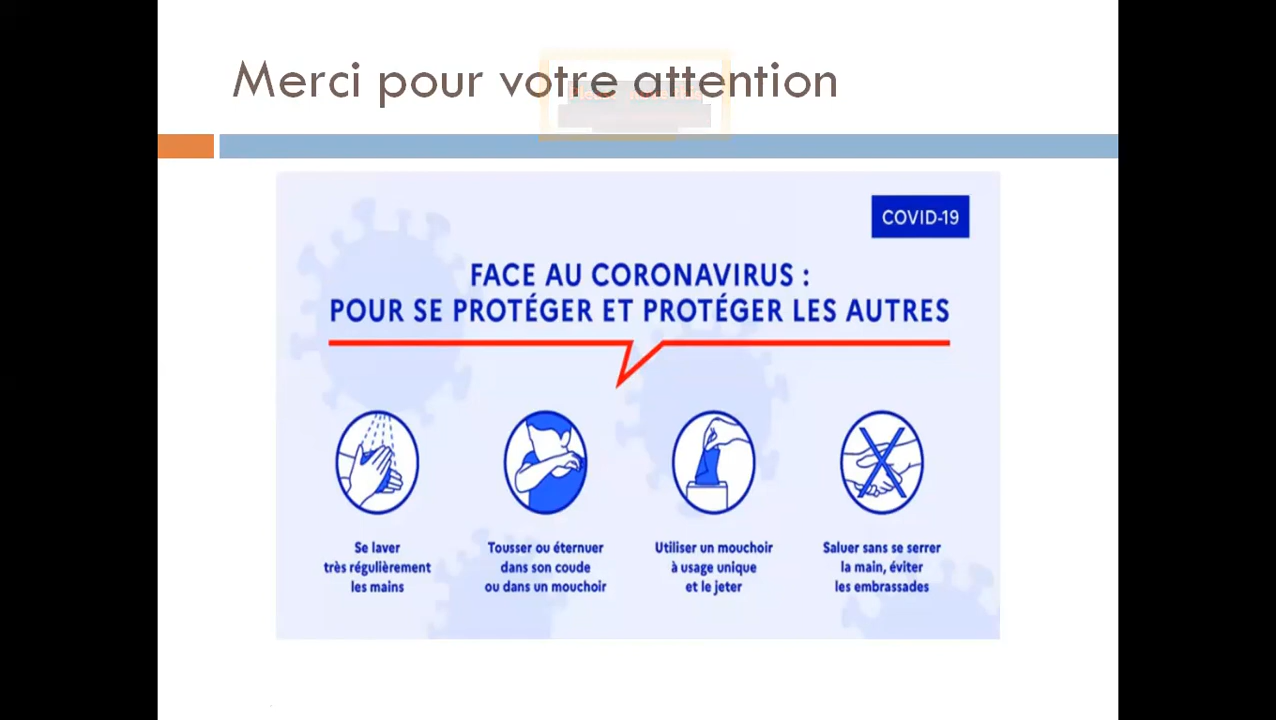 Merci pour votre attention
COVID-19
FACE AU CORONAVIRUS :
POUR SE PROTÉGER ET PROTÉGER LES AUTRES
Se laver
très régulièrement
les mains
Tousser ou éternuer
dans son coude
ou dans un mouchoir
Utiliser un mouchoir
à usage unique
et le jeter
Saluer sans se serrer
la main, éviter
les embrassades